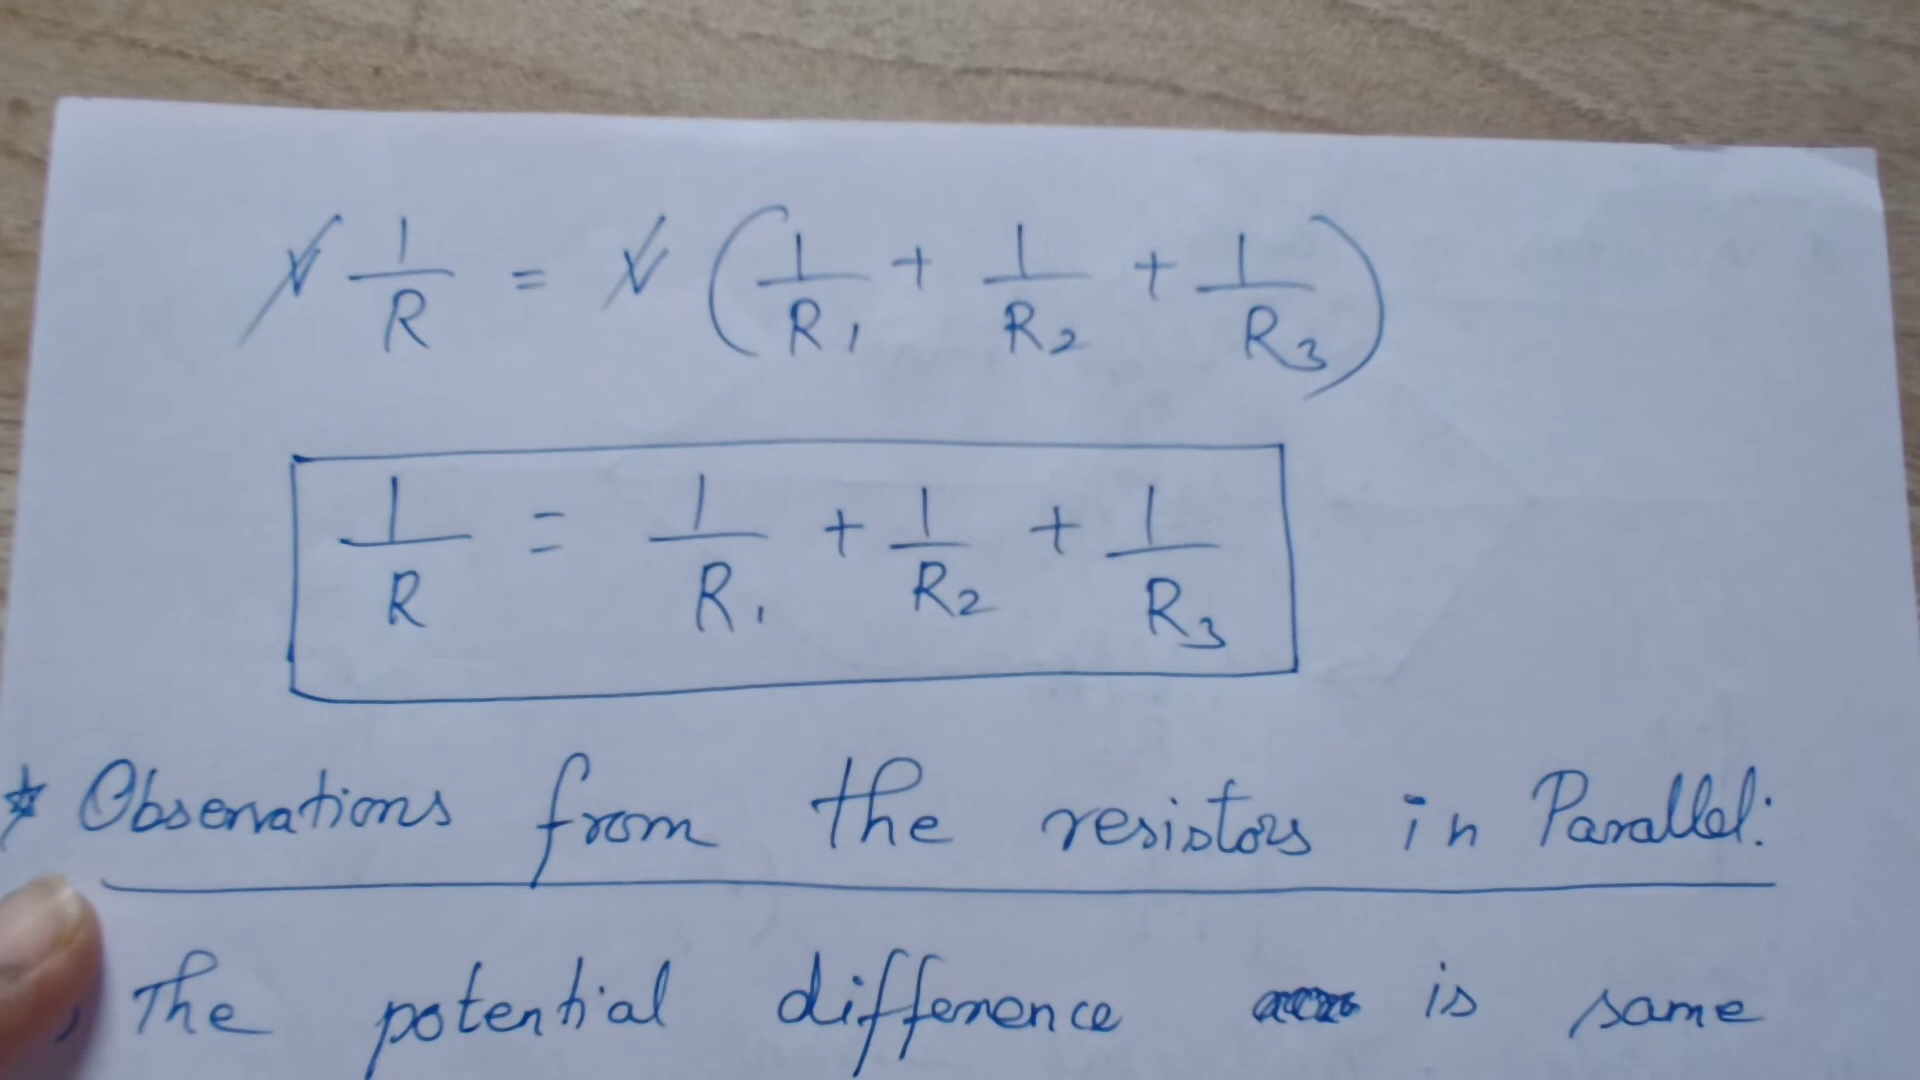 V 1/R = V (1/R1 + 1/R2 + 1/R3)
1/R = 1/R1 + 1/R2 + 1/R3
* Observations from the resistors in Parallel:
The potential difference is same